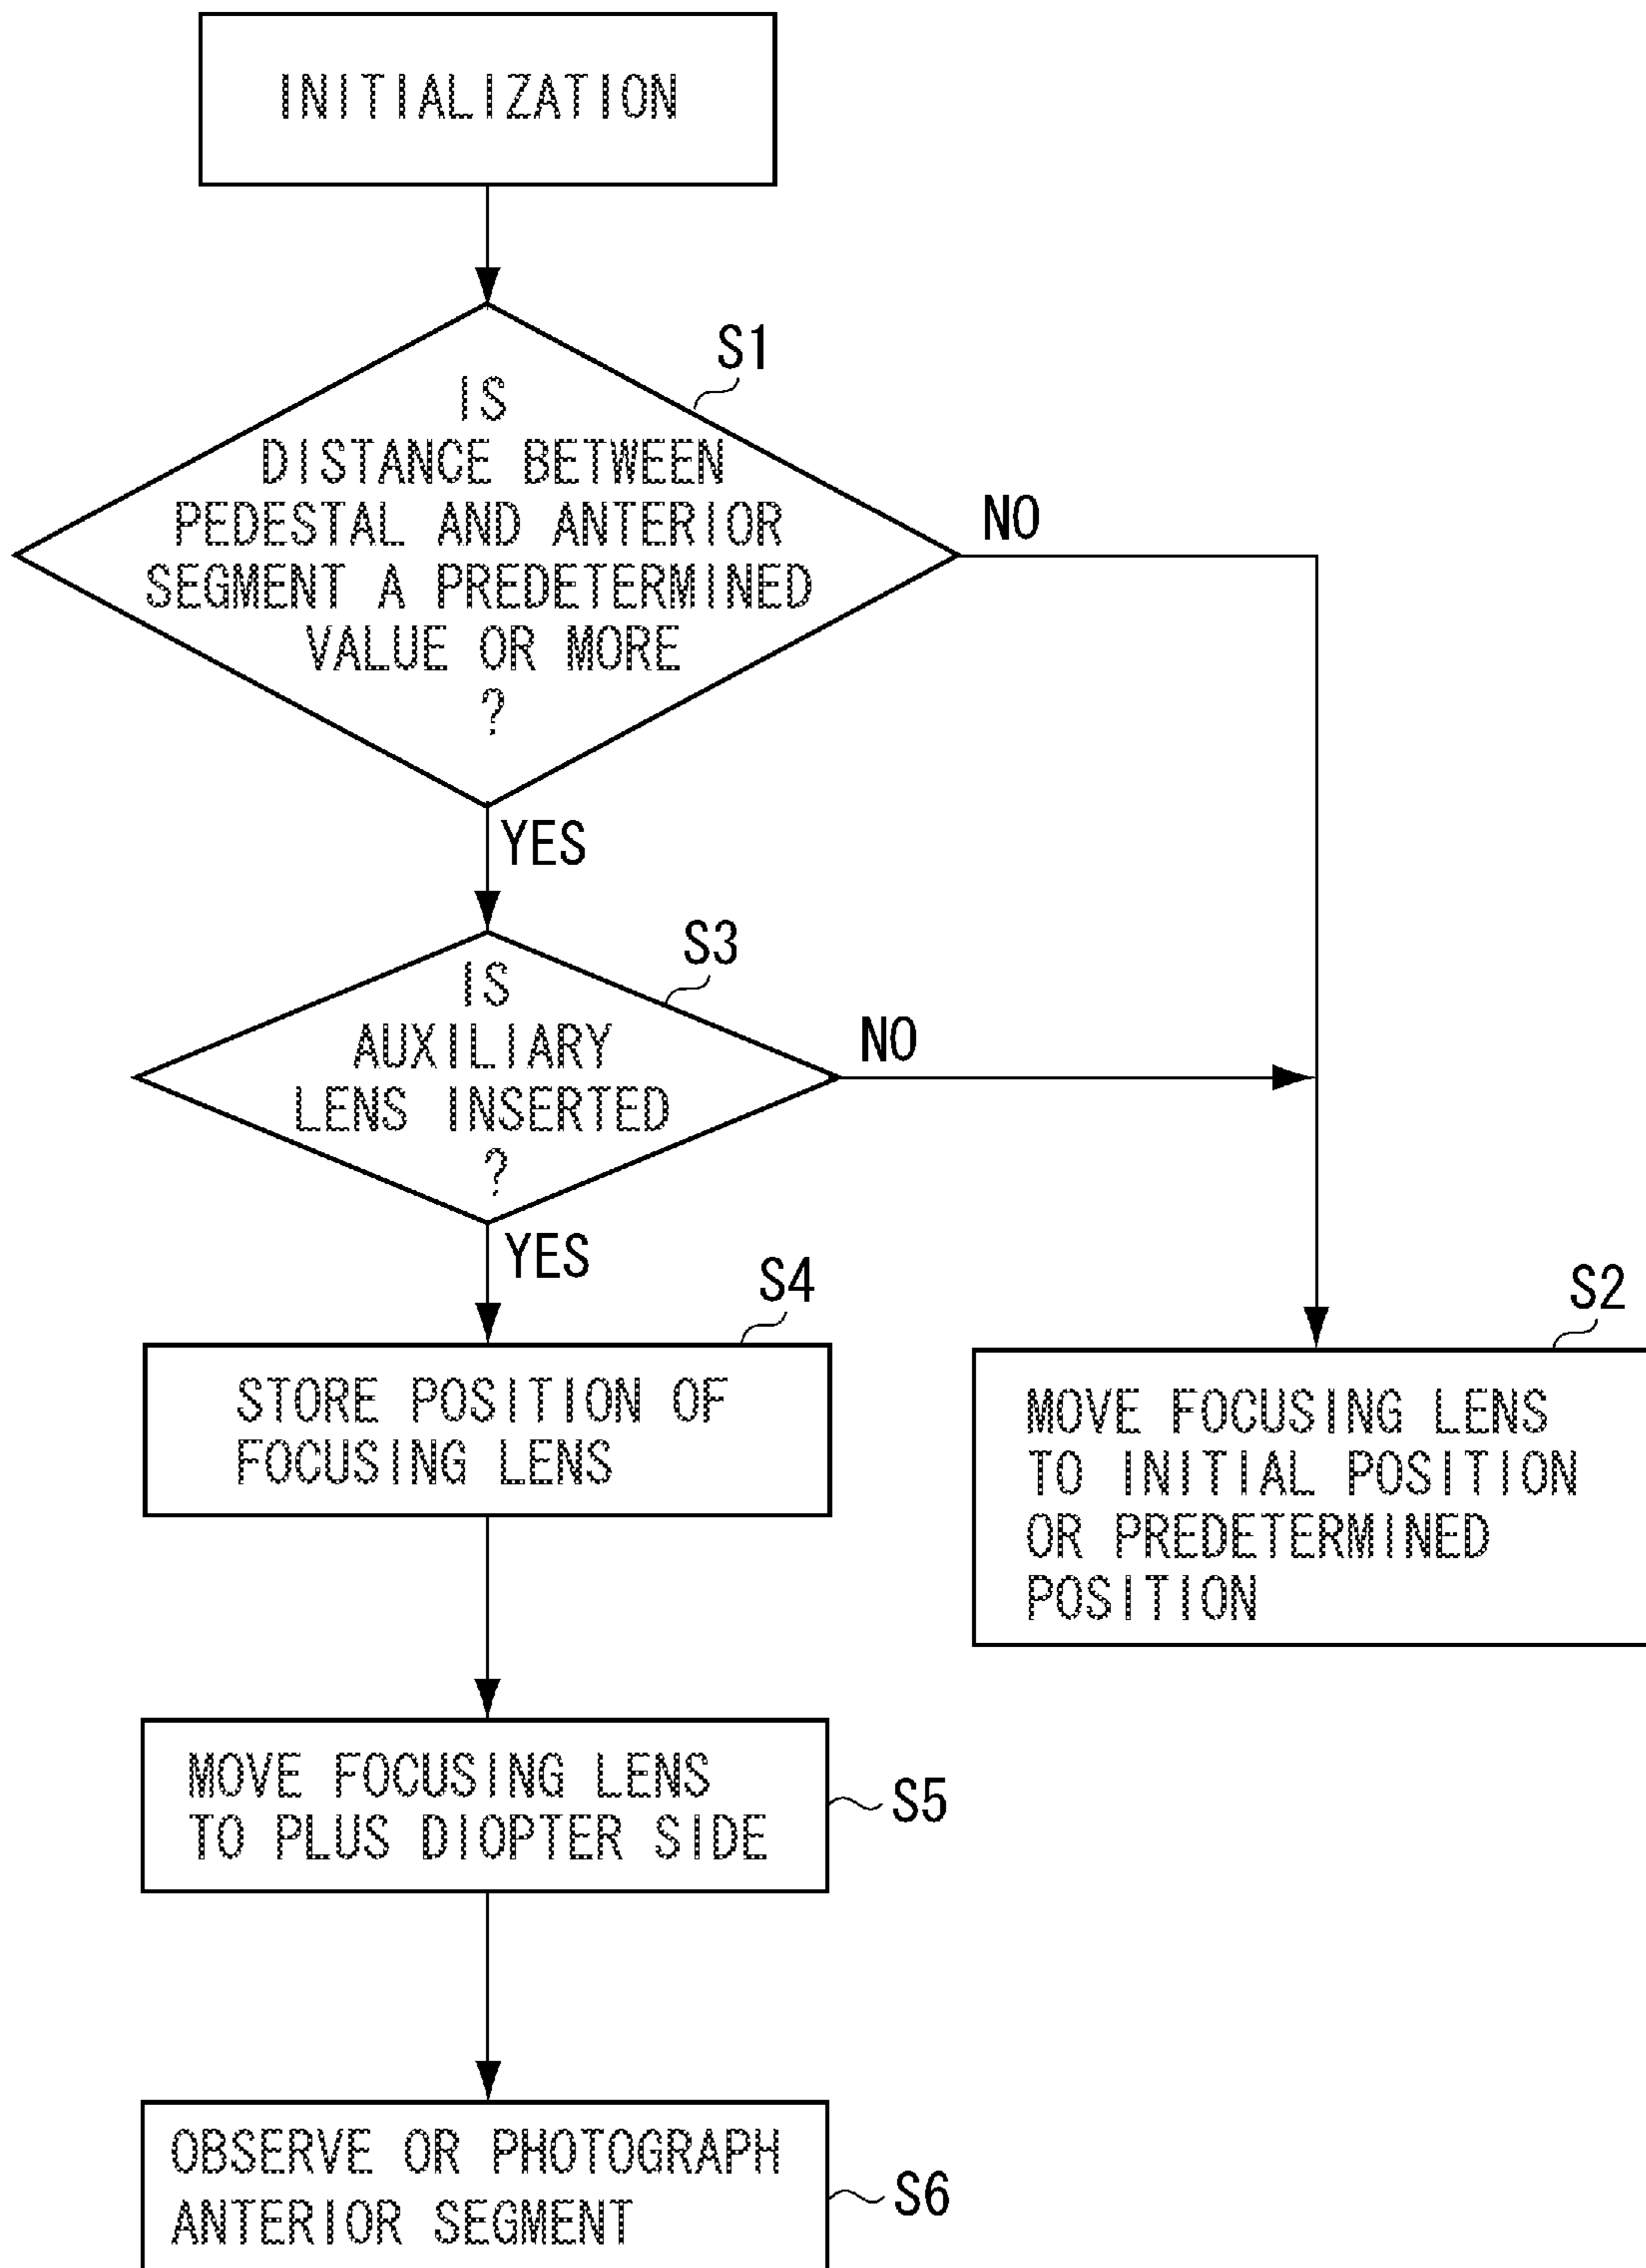 INITIALIZATION
S1
IS
DISTANCE BETWEEN
PEDESTAL AND ANTERIOR
SEGMENT A PREDETERMINED
VALUE OR MORE
?
NO
YES
S3
IS
AUXILIARY
LENS INSERTED
?
NO
YES
S4
STORE POSITION OF
FOCUSING LENS
S2
MOVE FOCUSING LENS
TO INITIAL POSITION
OR PREDETERMINED
POSITION
MOVE FOCUSING LENS
TO PLUS DIOPTER SIDE
S5
OBSERVE OR PHOTOGRAPH
ANTERIOR SEGMENT
S6